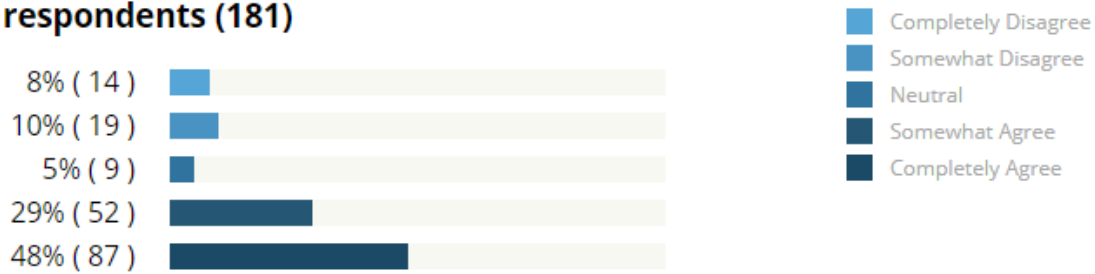 respondents (181)
8% ( 14 )
10% ( 19 )
5% ( 9 )
29% ( 52 )
48% ( 87 )
Completely Disagree
Somewhat Disagree
Neutral
Somewhat Agree
Completely Agree